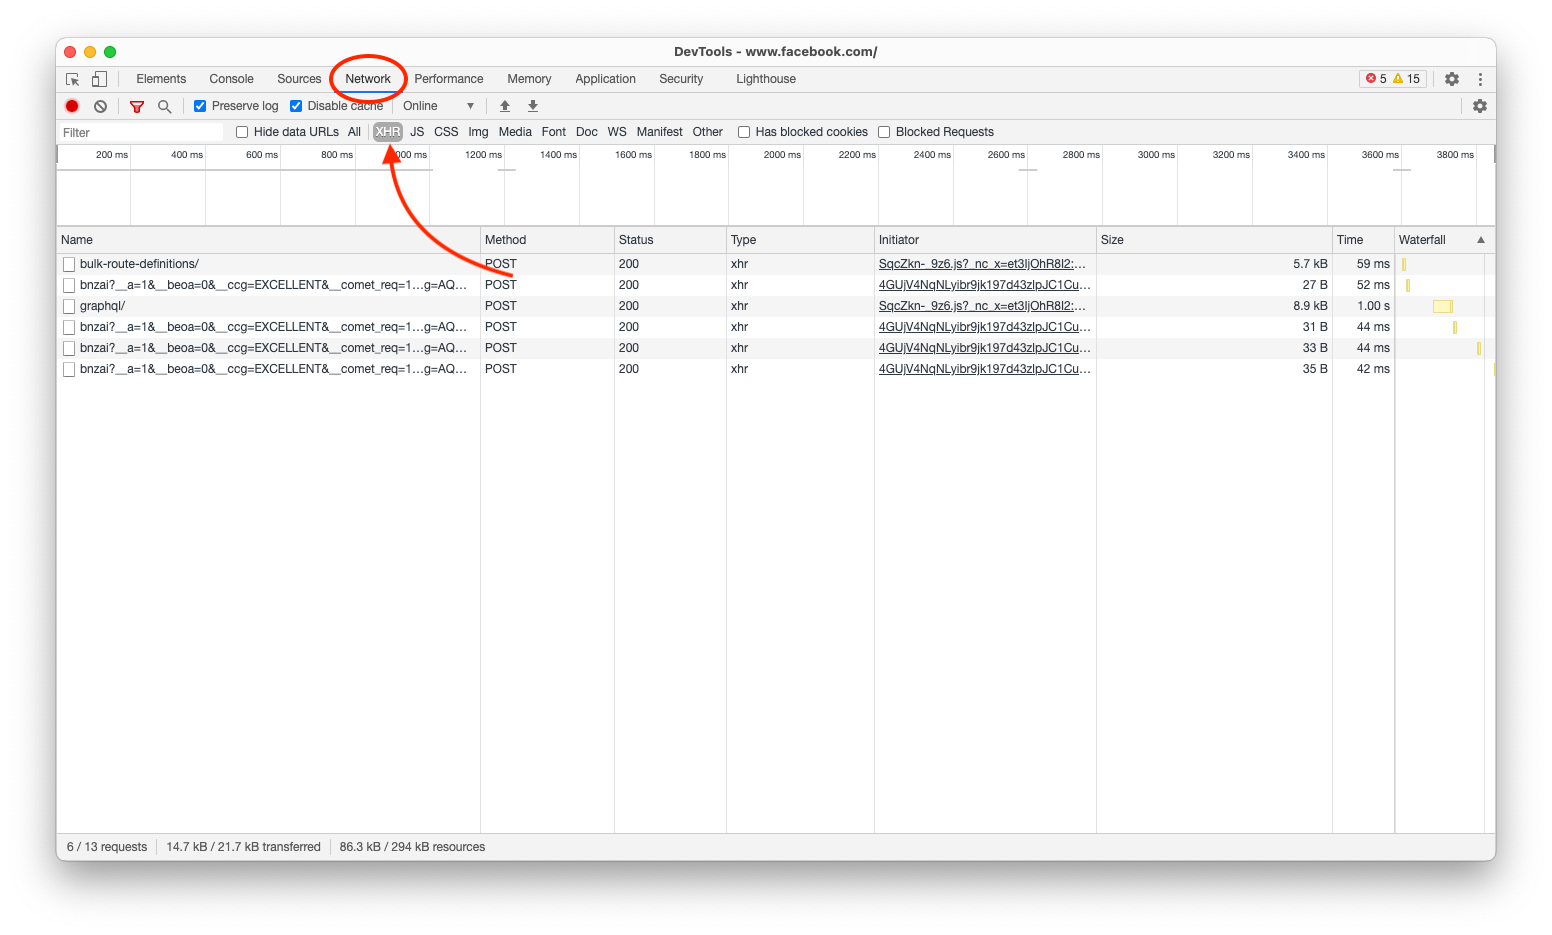 DevTools - www.facebook.com/
Elements Console Sources Network Performance Memory Application Security Lighthouse 5 15
Preserve log Disable cache Online
Filter Hide data URLs All XHR JS CSS Img Media Font Doc WS Manifest Other Has blocked cookies Blocked Requests
200 ms 400 ms 600 ms 800 ms 000 ms 1200 ms 1400 ms 1600 ms 1800 ms 2000 ms 2200 ms 2400 ms 2600 ms 2800 ms 3000 ms 3200 ms 3400 ms 3600 ms 3800 ms
Name Method Status Type Initiator Size Time Waterfall
bulk-route-definitions/ POST 200 xhr SqcZkn-_9z6.js?_nc_x=et3IjOhR8I2:... 5.7 kB 59 ms
bnzai?__a=1&__beoa=0&__ccg=EXCELLENT&__comet_req=1...g=AQ... POST 200 xhr 4GUjV4NqNLyibr9jk197d43zlpJC1Cu... 27 B 52 ms
graphql/ POST 200 xhr SqcZkn-_9z6.js?_nc_x=et3IjOhR8I2:... 8.9 kB 1.00 s
bnzai?__a=1&__beoa=0&__ccg=EXCELLENT&__comet_req=1...g=AQ... POST 200 xhr 4GUjV4NqNLyibr9jk197d43zlpJC1Cu... 31 B 44 ms
bnzai?__a=1&__beoa=0&__ccg=EXCELLENT&__comet_req=1...g=AQ... POST 200 xhr 4GUjV4NqNLyibr9jk197d43zlpJC1Cu... 33 B 44 ms
bnzai?__a=1&__beoa=0&__ccg=EXCELLENT&__comet_req=1...g=AQ... POST 200 xhr 4GUjV4NqNLyibr9jk197d43zlpJC1Cu... 35 B 42 ms
6 / 13 requests 14.7 kB / 21.7 kB transferred 86.3 kB / 294 kB resources